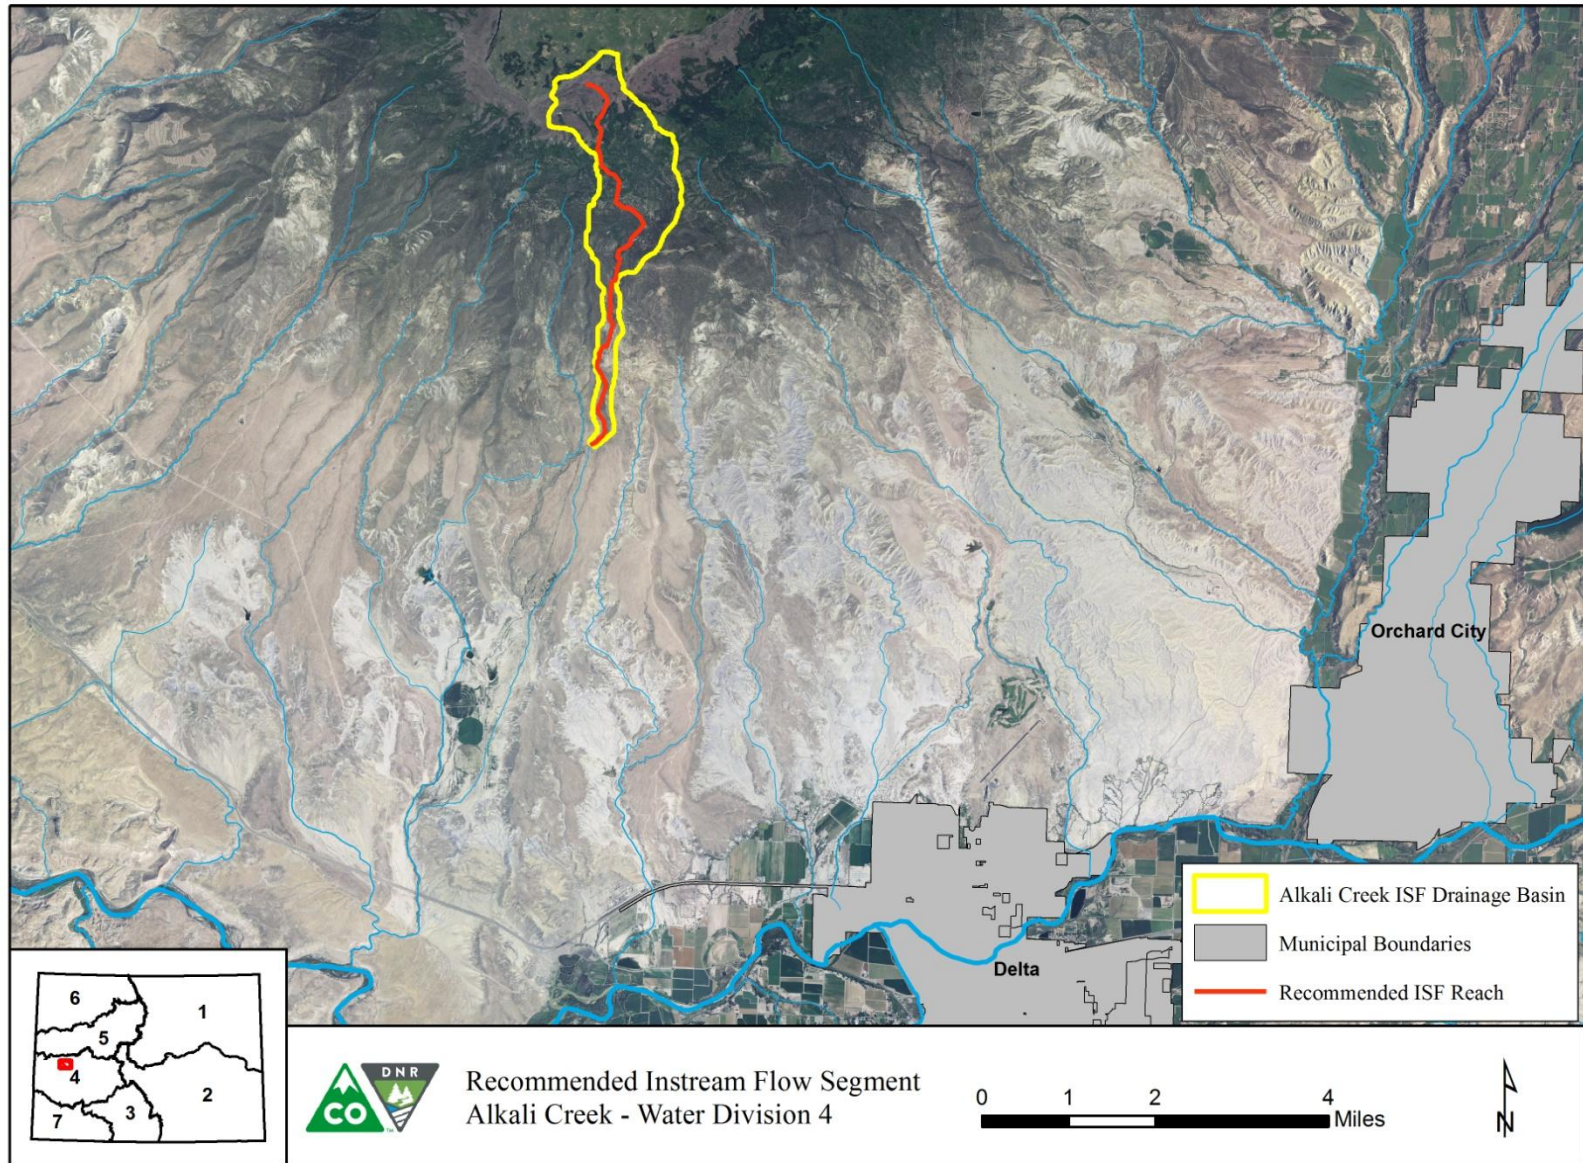 Orchard City
Delta
Alkali Creek ISF Drainage Basin
Municipal Boundaries
Recommended ISF Reach
6
1
5
4
2
7
3
CO
DNR
TM
Recommended Instream Flow Segment
Alkali Creek - Water Division 4
0 1 2 4
Miles
N